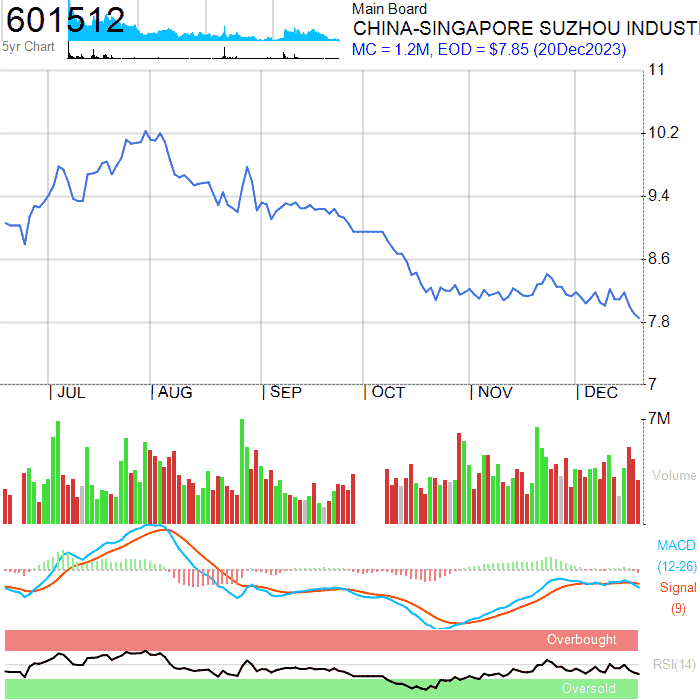 601512
5yr Chart
Main Board
CHINA-SINGAPORE SUZHOU INDUSTI
MC = 1.2M, EOD = $7.85 (20Dec2023)
11
10.2
9.4
8.6
7.8
7
JUL
AUG
SEP
OCT
NOV
DEC
7M
Volume
MACD
(12-26)
Signal
(9)
Overbought
RSI(14)
Oversold